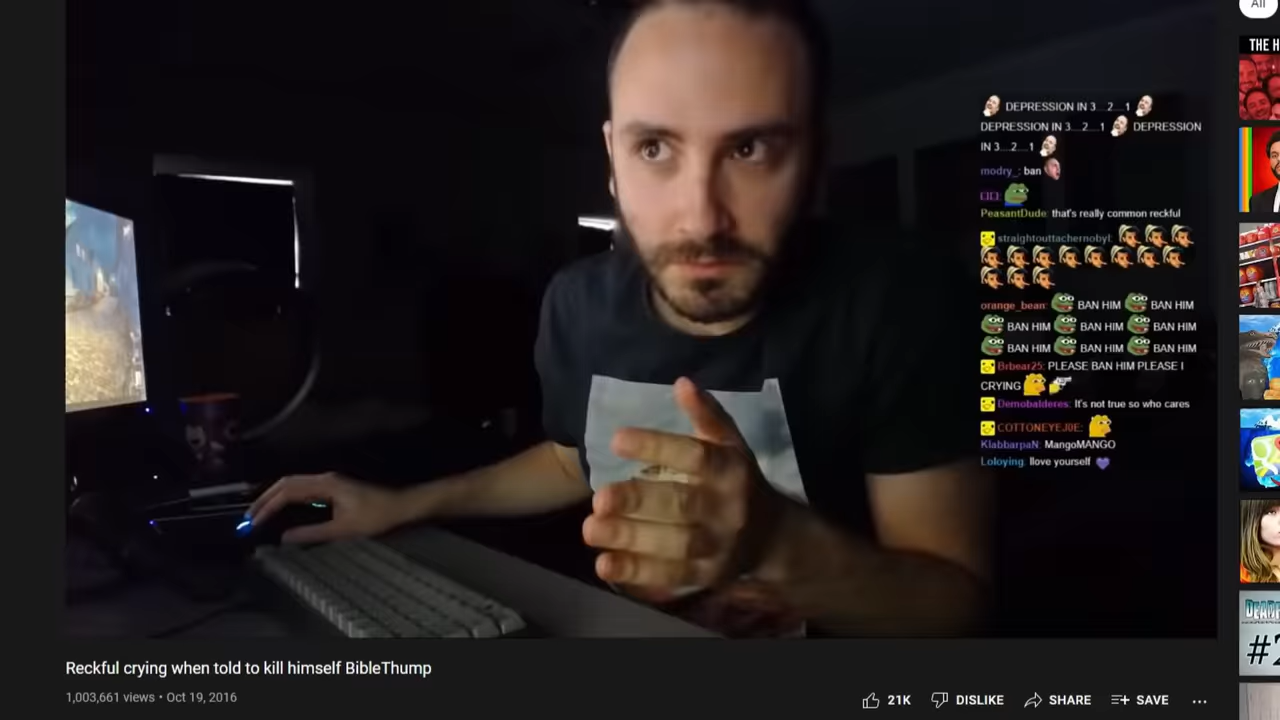 All
THE H
DEPRESSION IN 3...2...1
DEPRESSION IN 3...2...1 DEPRESSION
IN 3...2...1
modry_: ban
PeasantDude: that's really common reckful
straightouttachernobyl:
orange_bean: BAN HIM BAN HIM
BAN HIM BAN HIM BAN HIM
BAN HIM BAN HIM BAN HIM
Brbear25: PLEASE BAN HIM PLEASE I
CRYING
Demobalderes: It's not true so who cares
COTTONEYEJ0E:
KlabbarpaN: MangoMANGO
Loloying: Ilove yourself
Reckful crying when told to kill himself BibleThump
1,003,661 views • Oct 19, 2016
21K DISLIKE SHARE SAVE ...
DEADP
#2